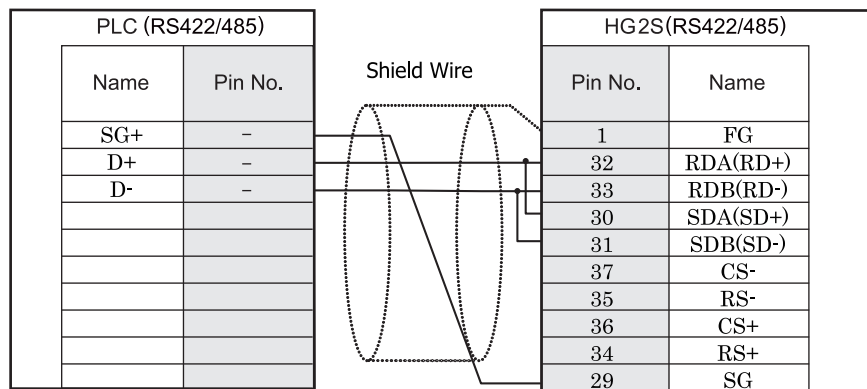 PLC (RS422/485) HG2S(RS422/485)
Name Pin No. Shield Wire Pin No. Name
SG+ – 1 FG
D+ – 32 RDA(RD+)
D- – 33 RDB(RD-)
30 SDA(SD+)
31 SDB(SD-)
37 CS-
35 RS-
36 CS+
34 RS+
29 SG